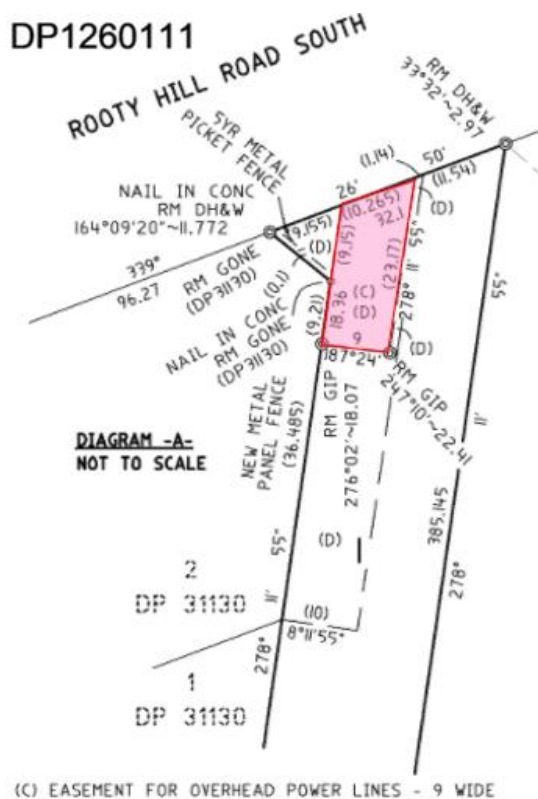 DP1260111
ROOTY HILL ROAD SOUTH
RM DH&W
33°32'~2.97
5YR METAL
PICKET FENCE
(1.14)
50'
(11.54)
(D)
26'
(10.265)
32.1
NAIL IN CONC
RM DH&W
164°09'20"~11.772
(9.155)
(D)
(9.15)
55"
(23.17)
11'
278°
339°
96.27
RM GONE
(DP31130)
(0.1)
NAIL IN CONC
RM GONE
(DP31130)
(9.21)
18.36
(C)
(D)
9
187°24'
(D)
RM GIP
247°10'~22.41
55"
11'
385.145
278°
DIAGRAM -A-
NOT TO SCALE
NEW METAL
PANEL FENCE
(36.485)
RM GIP
276°02'~18.07
(D)
55"
11'
278°
2
DP 31130
(10)
8°11'55"
1
DP 31130
(C) EASEMENT FOR OVERHEAD POWER LINES - 9 WIDE